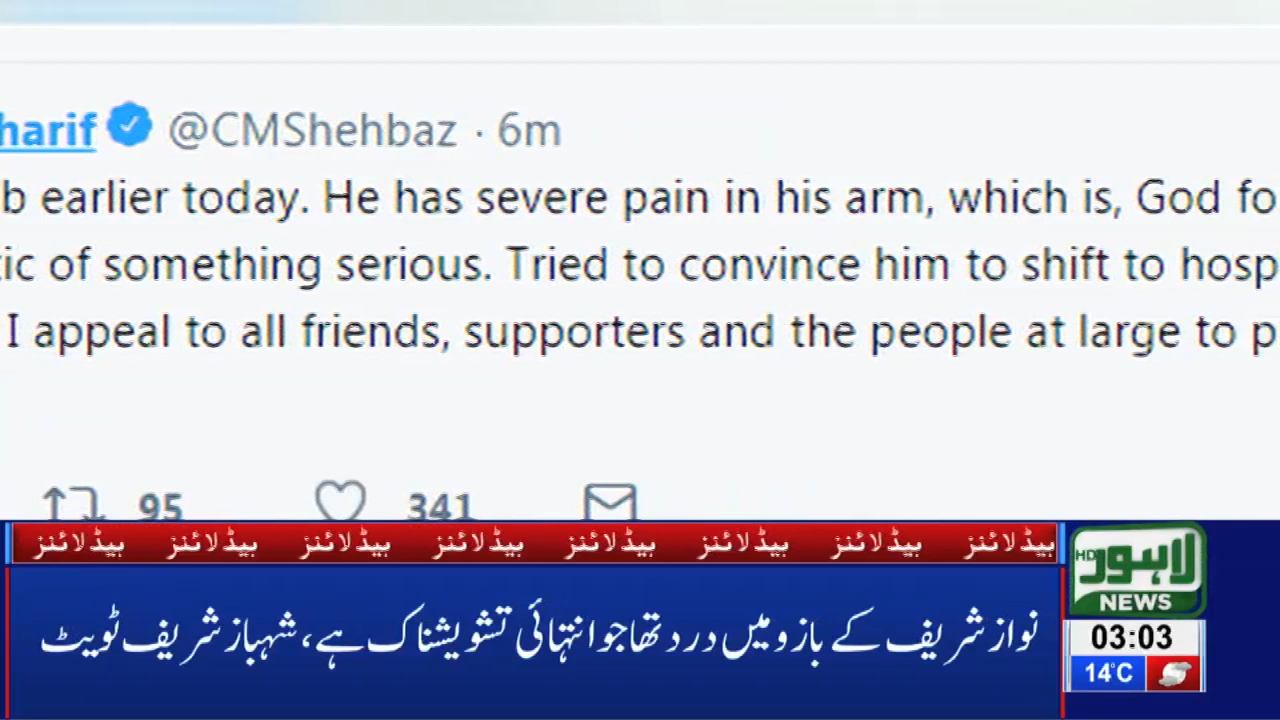 harif @CMShehbaz · 6m
b earlier today. He has severe pain in his arm, which is, God fo
tic of something serious. Tried to convince him to shift to hosp
I appeal to all friends, supporters and the people at large to p
95 341
ہیڈلائنز ہیڈلائنز ہیڈلائنز ہیڈلائنز ہیڈلائنز ہیڈلائنز ہیڈلائنز ہیڈلائنز
نواز شریف کے بازو میں درد تھا جو انتہائی تشویشناک ہے، شہباز شریف ٹویٹ
HD لاہور
NEWS
03:03
14°C